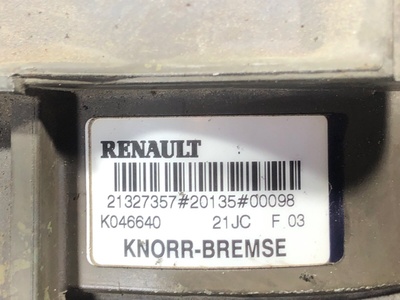 RENAULT
21327357#20135#00098
K046640 21JC F 03
KNORR-BREMSE